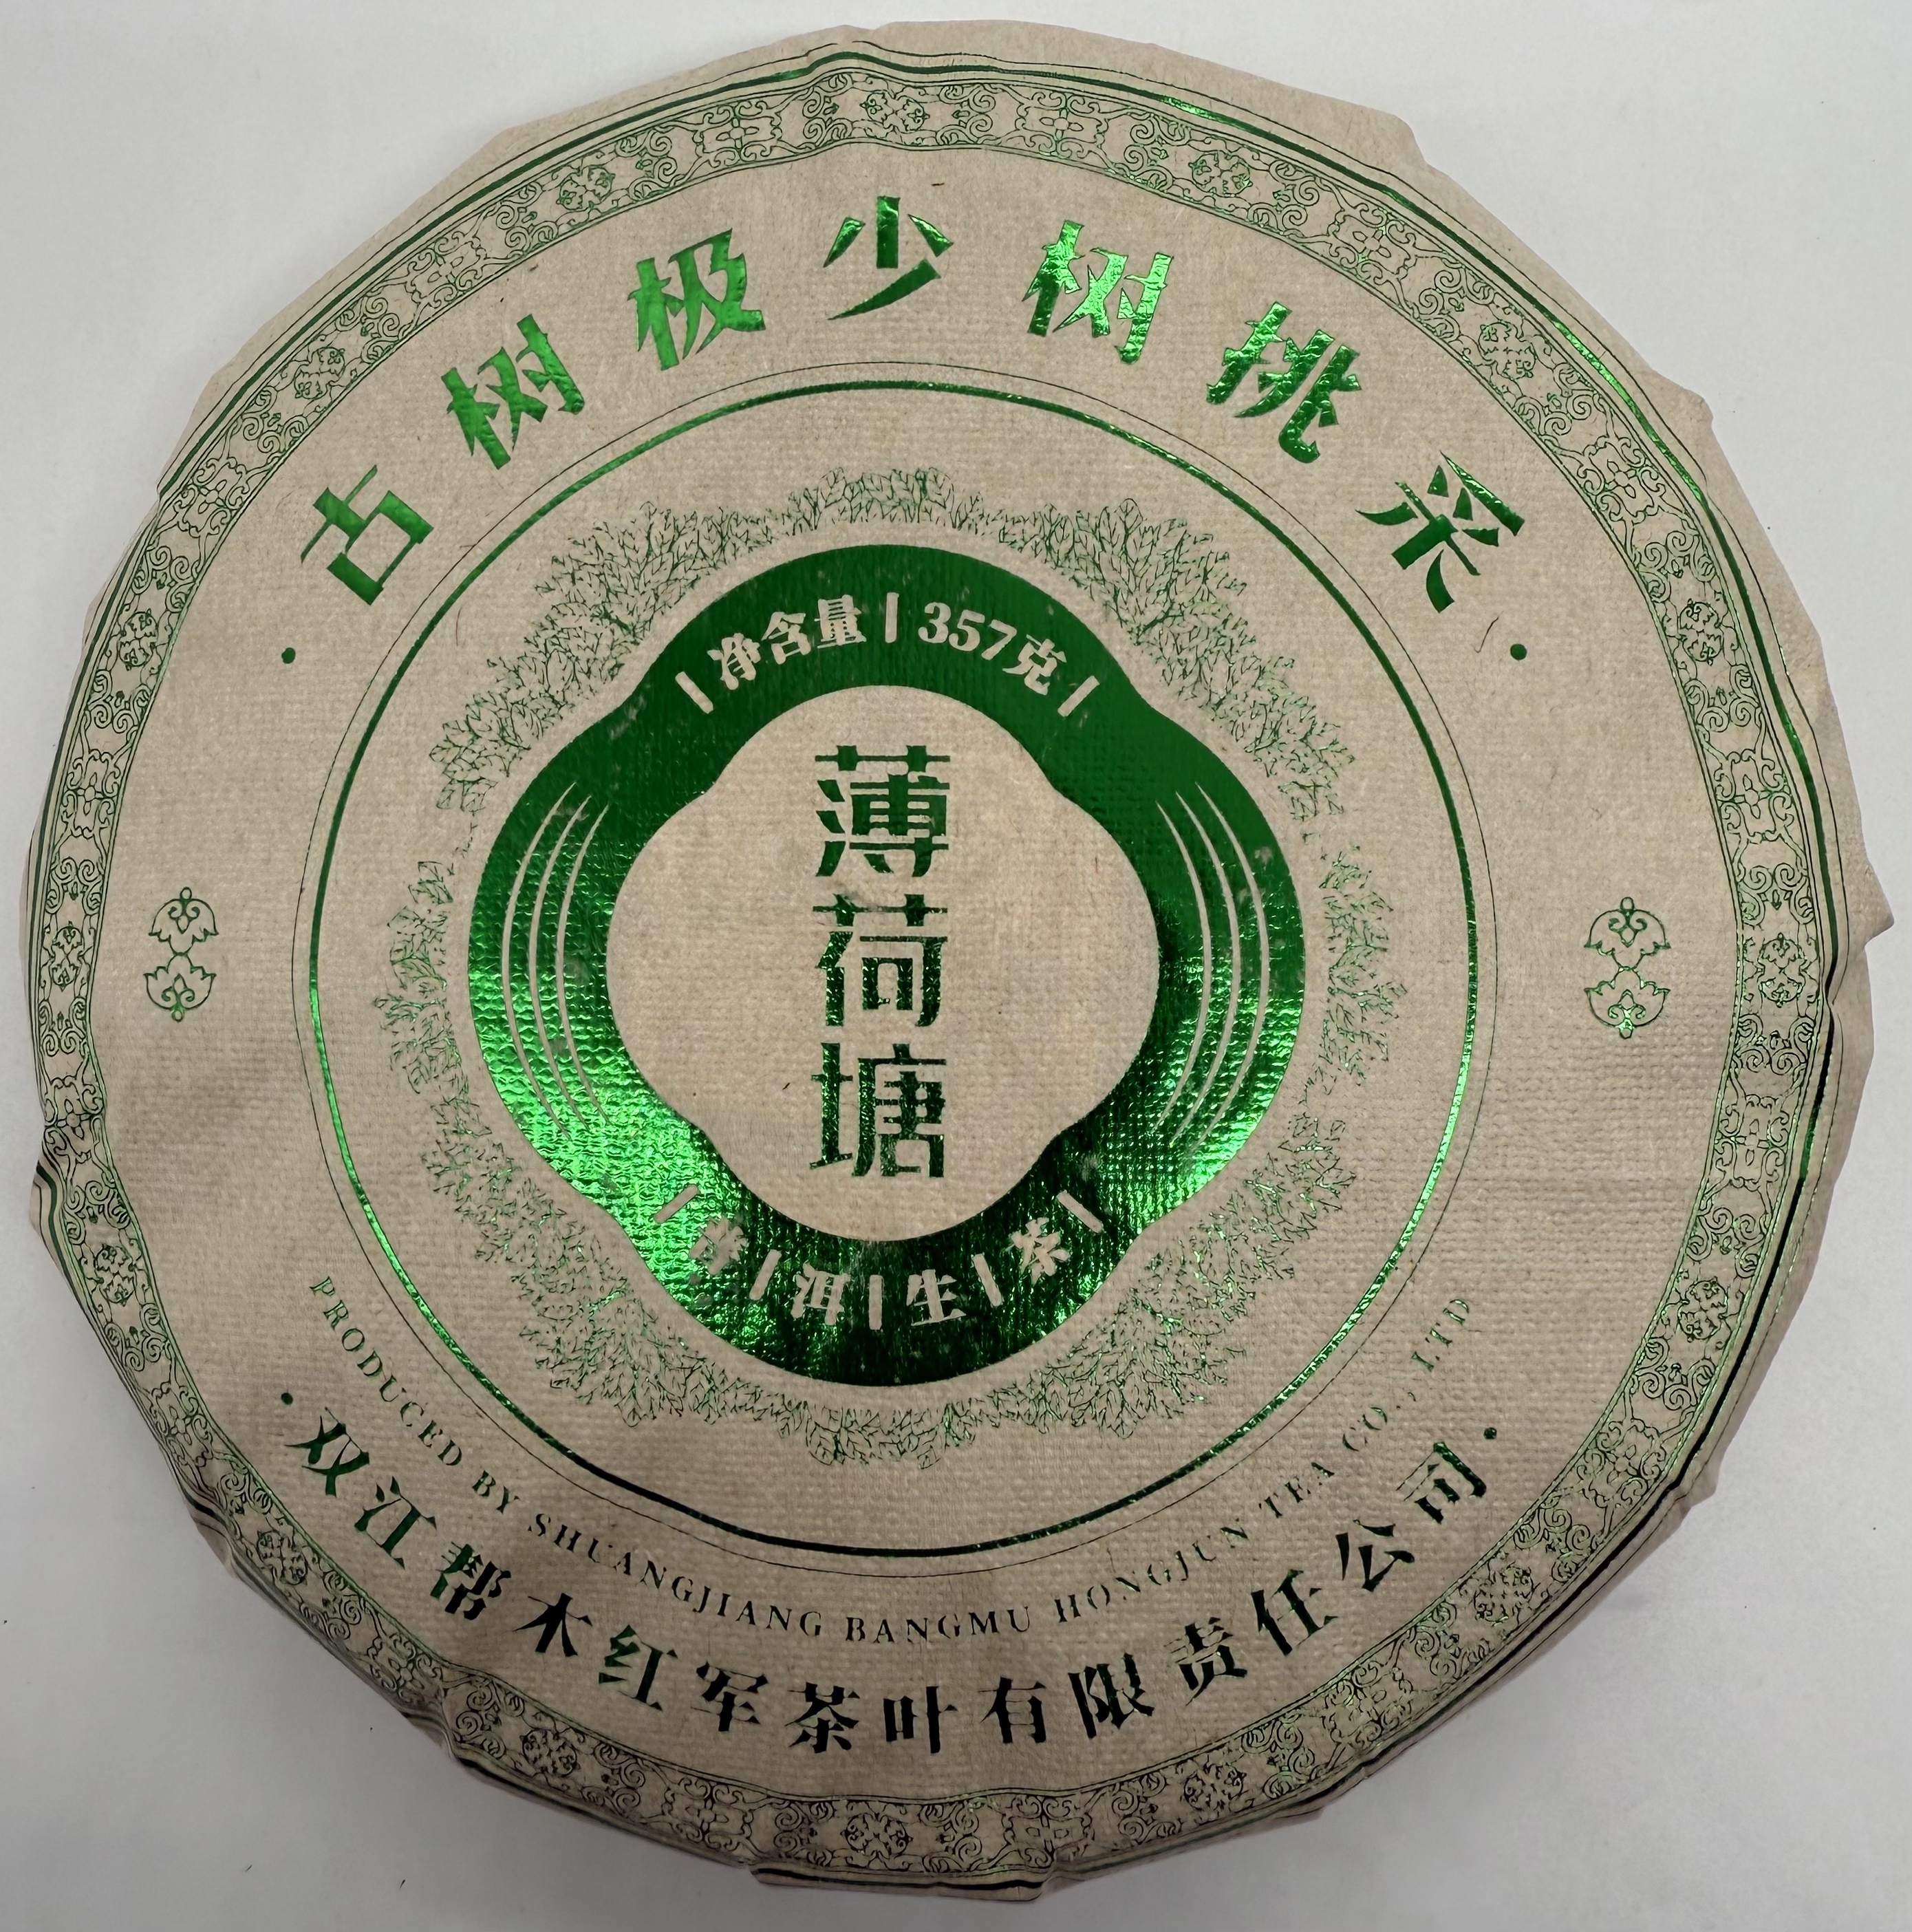 古树极少树挑采
净含量 | 357克
薄荷塘
普 | 洱 | 生 | 茶
PRODUCED BY SHUANGJIANG BANGMU HONGJUN TEA CO., LTD
双江帮木红军茶叶有限责任公司